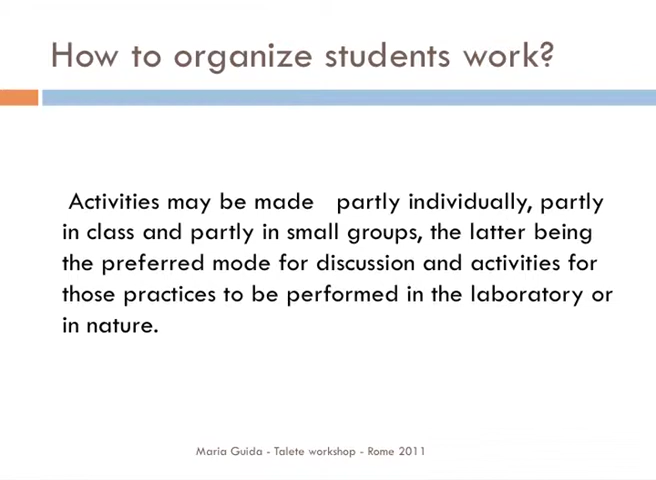 How to organize students work?
Activities may be made partly individually, partly
in class and partly in small groups, the latter being
the preferred mode for discussion and activities for
those practices to be performed in the laboratory or
in nature.
Maria Guida - Talete workshop - Rome 2011